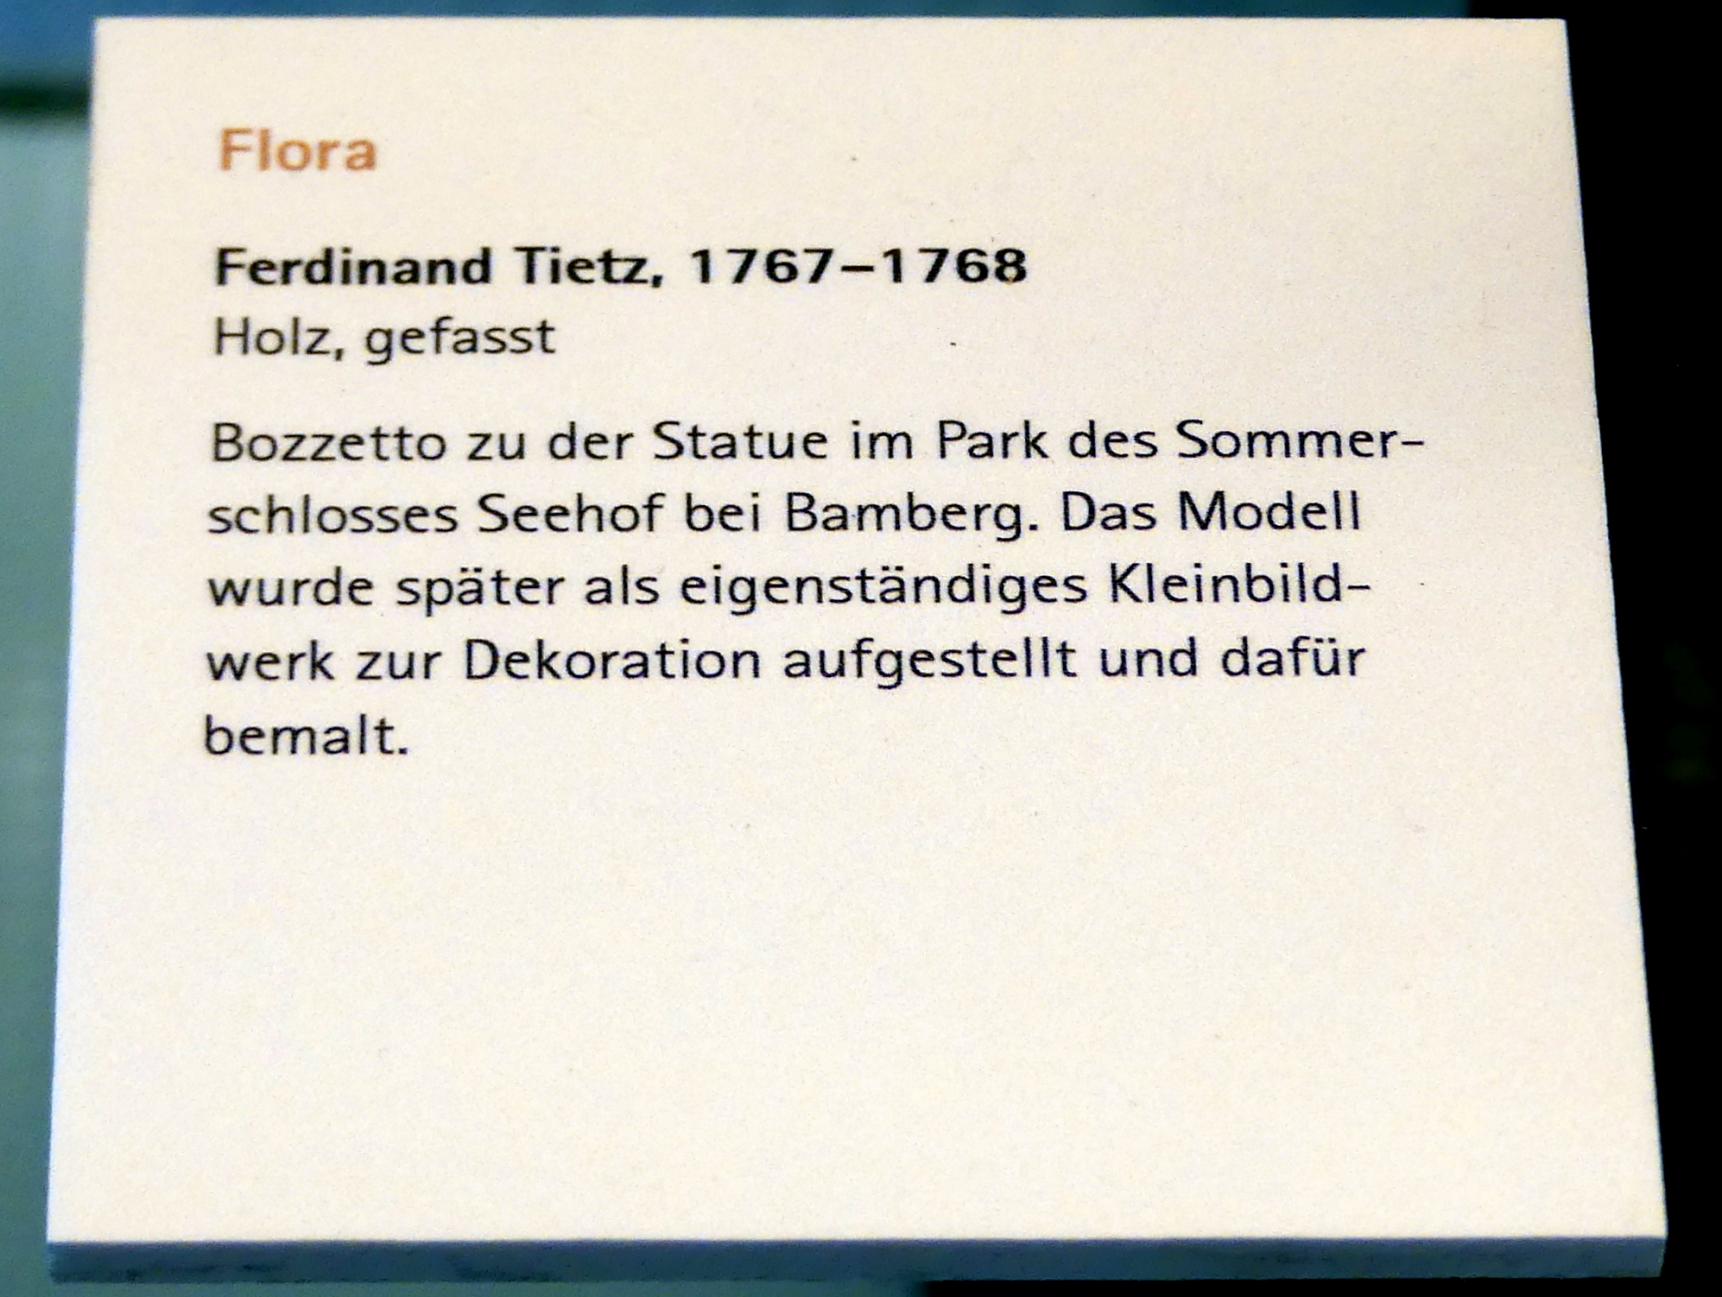 Flora
Ferdinand Tietz, 1767–1768
Holz, gefasst
Bozzetto zu der Statue im Park des Sommer-
schlosses Seehof bei Bamberg. Das Modell
wurde später als eigenständiges Kleinbild-
werk zur Dekoration aufgestellt und dafür
bemalt.